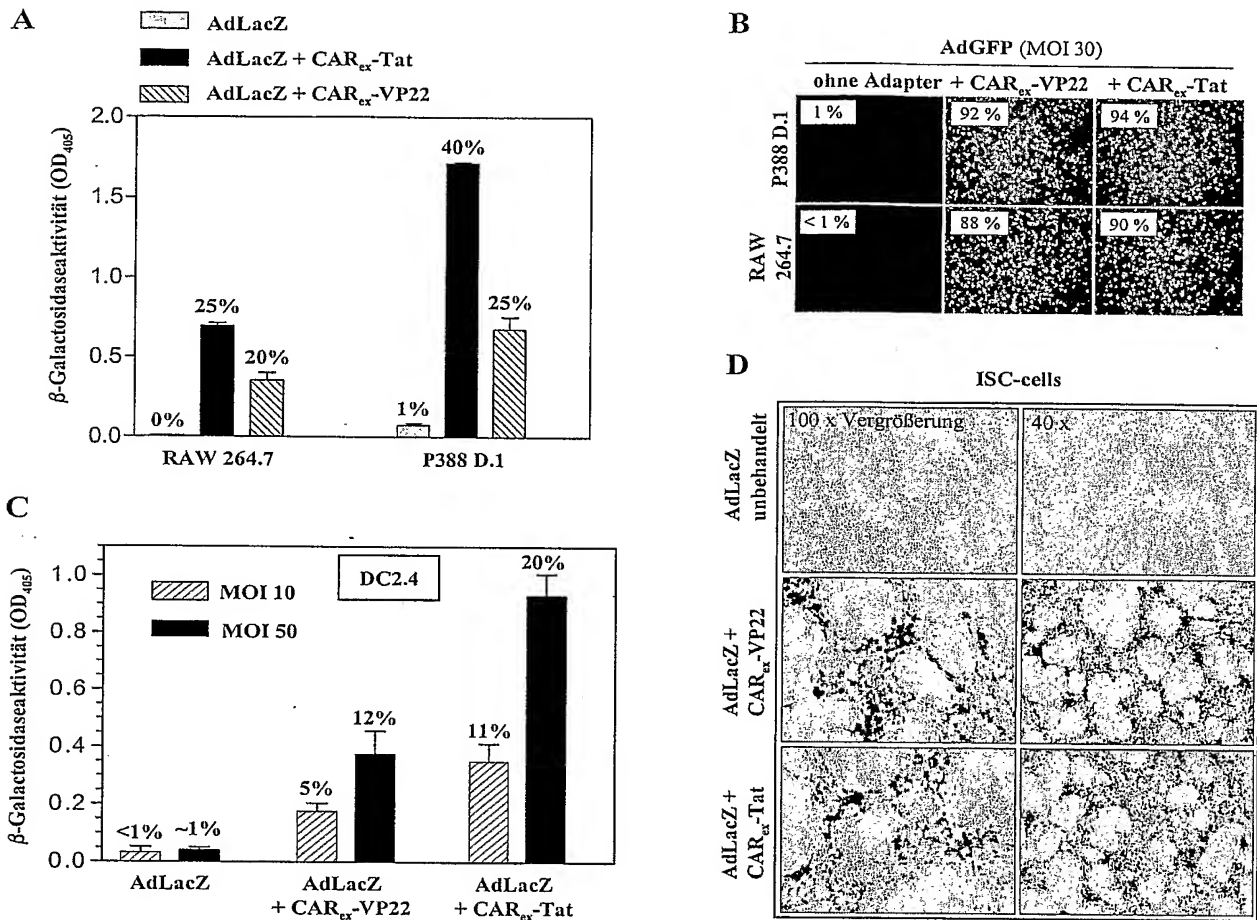 A
AdLacZ
AdLacZ + CARex-Tat
AdLacZ + CARex-VP22
β-Galactosidaseaktivität (OD405)
2.0
1.5
1.0
0.5
0.0
0%
25%
20%
1%
40%
25%
RAW 264.7
P388 D.1
B
AdGFP (MOI 30)
ohne Adapter
+ CARex-VP22
+ CARex-Tat
P388 D.1
1 %
92 %
94 %
RAW
264.7
< 1 %
88 %
90 %
C
β-Galactosidaseaktivität (OD405)
1.0
0.8
0.6
0.4
0.2
0.0
MOI 10
MOI 50
DC2.4
<1%
~1%
5%
12%
11%
20%
AdLacZ
AdLacZ
+ CARex-VP22
AdLacZ
+ CARex-Tat
D
ISC-cells
100 x Vergrößerung
40 x
AdLacZ
unbehandelt
AdLacZ +
CARex-VP22
AdLacZ +
CARex-Tat